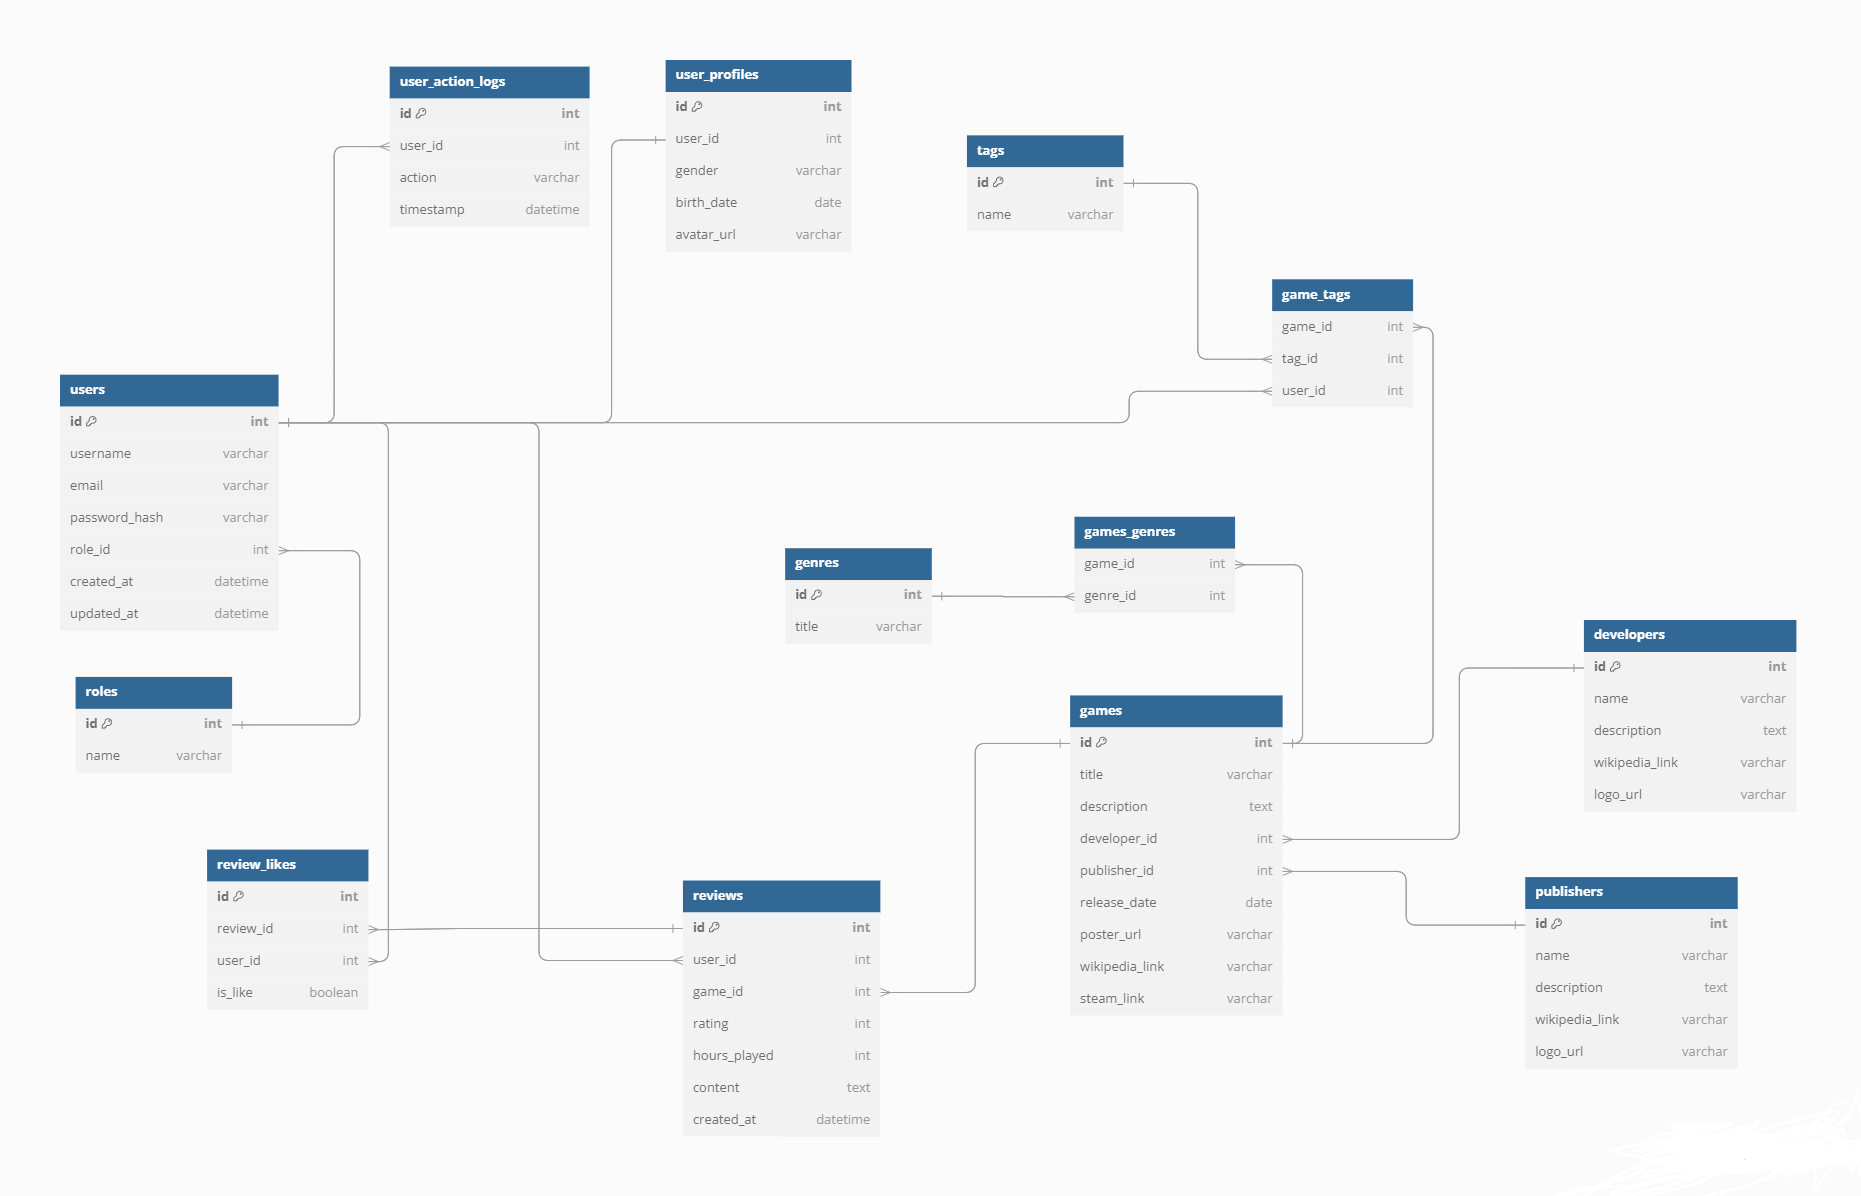 user_action_logs
id int
user_id int
action varchar
timestamp datetime
user_profiles
id int
user_id int
gender varchar
birth_date date
avatar_url varchar
tags
id int
name varchar
game_tags
game_id int
tag_id int
user_id int
users
id int
username varchar
email varchar
password_hash varchar
role_id int
created_at datetime
updated_at datetime
games_genres
game_id int
genre_id int
genres
id int
title varchar
developers
id int
name varchar
description text
wikipedia_link varchar
logo_url varchar
roles
id int
name varchar
games
id int
title varchar
description text
developer_id int
publisher_id int
release_date date
poster_url varchar
wikipedia_link varchar
steam_link varchar
review_likes
id int
review_id int
user_id int
is_like boolean
reviews
id int
user_id int
game_id int
rating int
hours_played int
content text
created_at datetime
publishers
id int
name varchar
description text
wikipedia_link varchar
logo_url varchar